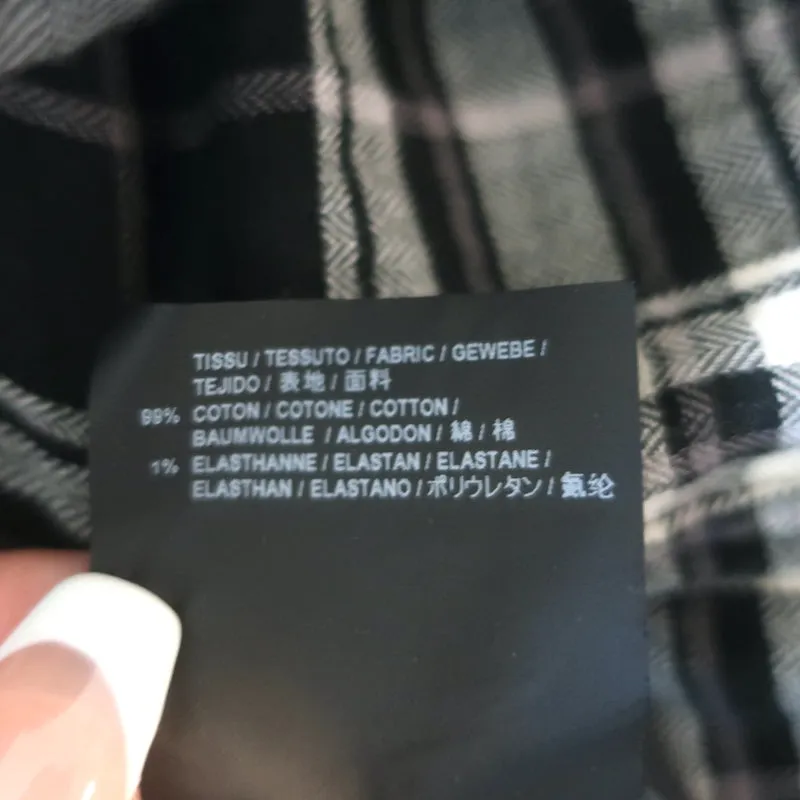 TISSU / TESSUTO / FABRIC / GEWEBE /
TEJIDO / 表地 / 面料
99% COTON / COTONE / COTTON /
BAUMWOLLE / ALGODON / 綿 / 棉
1% ELASTHANNE / ELASTAN / ELASTANE /
ELASTHAN / ELASTANO / ポリウレタン / 氨纶